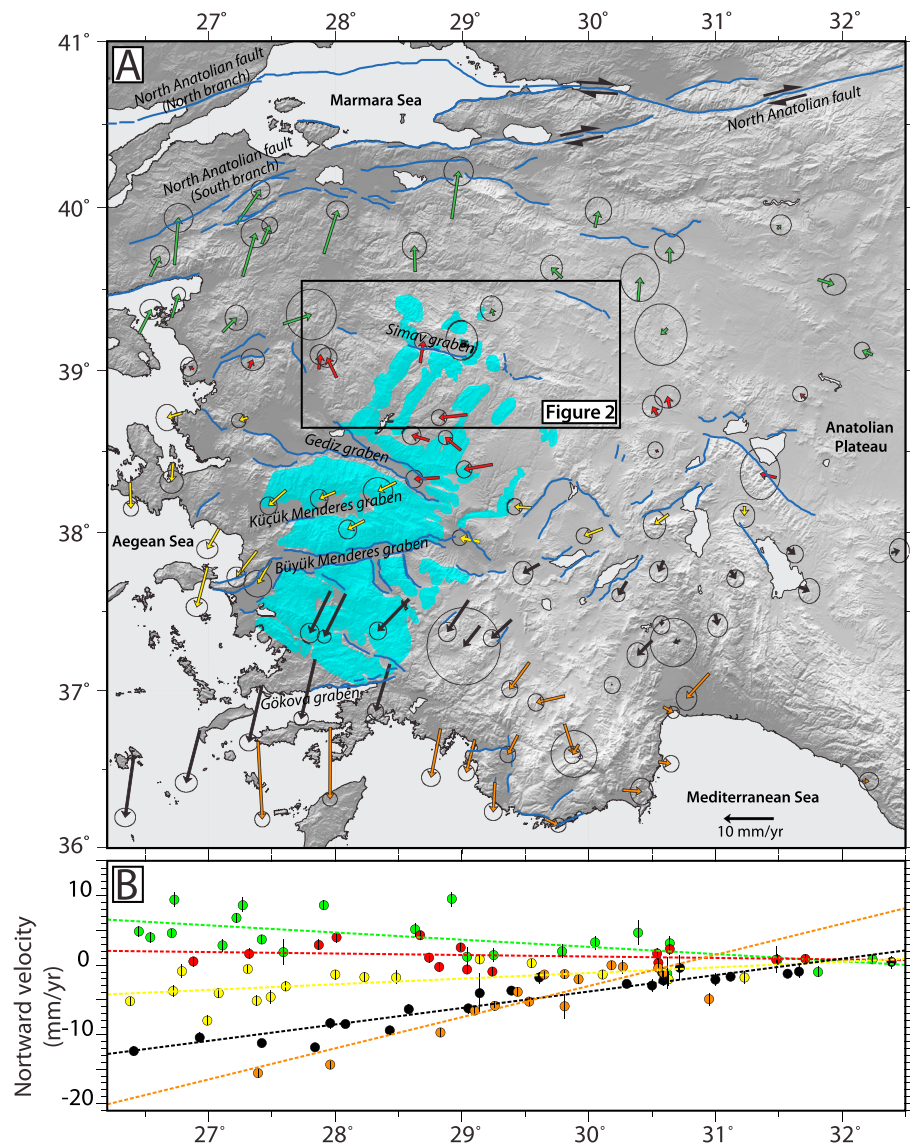 27° 28° 29° 30° 31° 32°
41°
40°
39°
38°
37°
36°
A
North Anatolian fault
(North branch)
Marmara Sea
North Anatolian fault
North Anatolian fault
(South branch)
Simav graben
Figure 2
Anatolian
Plateau
Gediz graben
Küçük Menderes graben
Aegean Sea
Büyük Menderes graben
Gökova graben
Mediterranean Sea
10 mm/yr
B
Nortward velocity
(mm/yr)
10
0
-10
-20
27° 28° 29° 30° 31° 32°